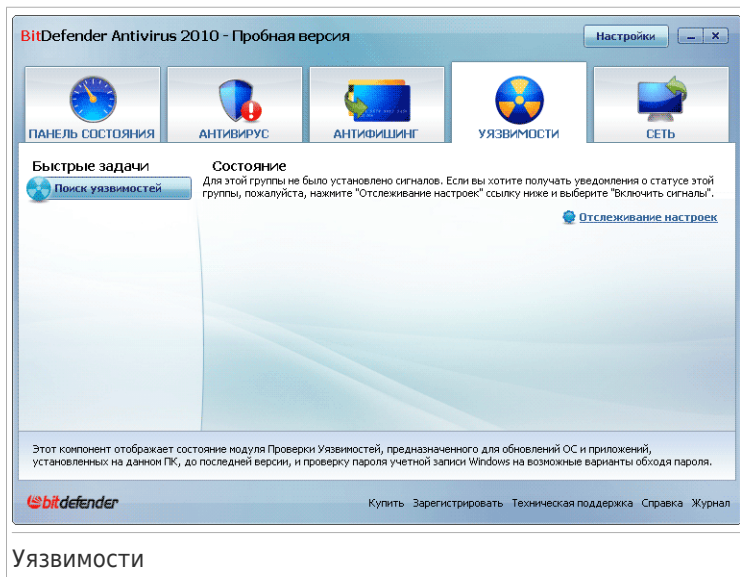 BitDefender Antivirus 2010 - Пробная версия
Настройки
ПАНЕЛЬ СОСТОЯНИЯ
АНТИВИРУС
АНТИФИШИНГ
УЯЗВИМОСТИ
СЕТЬ
Быстрые задачи
Поиск уязвимостей
Состояние
Для этой группы не было установлено сигналов. Если вы хотите получать уведомления о статусе этой
группы, пожалуйста, нажмите "Отслеживание настроек" ссылку ниже и выберите "Включить сигналы".
Отслеживание настроек
Этот компонент отображает состояние модуля Проверки Уязвимостей, предназначенного для обновлений ОС и приложений,
установленных на данном ПК, до последней версии, и проверку пароля учетной записи Windows на возможные варианты обходя пароля.
bitdefender
Купить Зарегистрировать Техническая поддержка Справка Журнал
Уязвимости